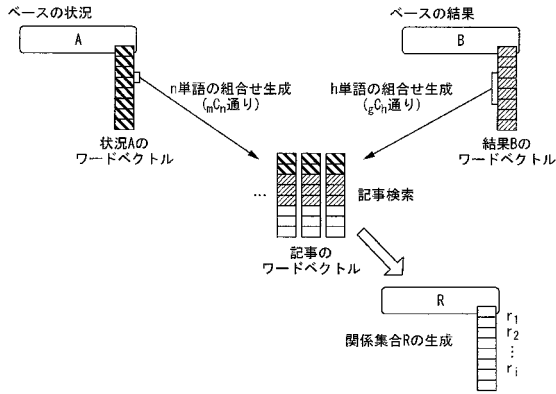 ベースの状況
ベースの結果
A
B
n単語の組合せ生成
(mCn通り)
h単語の組合せ生成
(gCh通り)
状況Aの
ワードベクトル
結果Bの
ワードベクトル
…
記事検索
記事の
ワードベクトル
R
関係集合Rの生成
r1
r2
⋮
ri